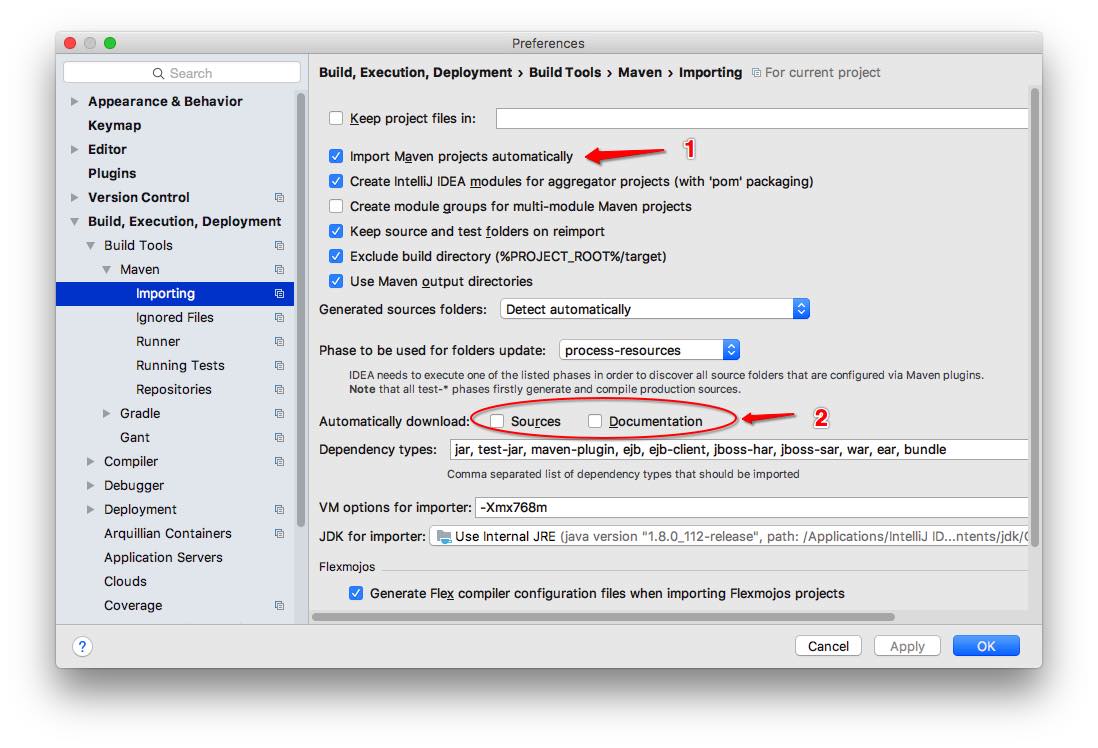 Preferences
Search
Appearance & Behavior
Keymap
Editor
Plugins
Version Control
Build, Execution, Deployment
Build Tools
Maven
Importing
Ignored Files
Runner
Running Tests
Repositories
Gradle
Gant
Compiler
Debugger
Deployment
Arquillian Containers
Application Servers
Clouds
Coverage
Build, Execution, Deployment › Build Tools › Maven › Importing For current project
Keep project files in:
Import Maven projects automatically 1
Create IntelliJ IDEA modules for aggregator projects (with 'pom' packaging)
Create module groups for multi-module Maven projects
Keep source and test folders on reimport
Exclude build directory (%PROJECT_ROOT%/target)
Use Maven output directories
Generated sources folders: Detect automatically
Phase to be used for folders update: process-resources
IDEA needs to execute one of the listed phases in order to discover all source folders that are configured via Maven plugins.
Note that all test-* phases firstly generate and compile production sources.
Automatically download: Sources Documentation 2
Dependency types: jar, test-jar, maven-plugin, ejb, ejb-client, jboss-har, jboss-sar, war, ear, bundle
Comma separated list of dependency types that should be imported
VM options for importer: -Xmx768m
JDK for importer: Use Internal JRE (java version "1.8.0_112-release", path: /Applications/IntelliJ ID...ntents/jdk/C
Flexmojos
Generate Flex compiler configuration files when importing Flexmojos projects
? Cancel Apply OK